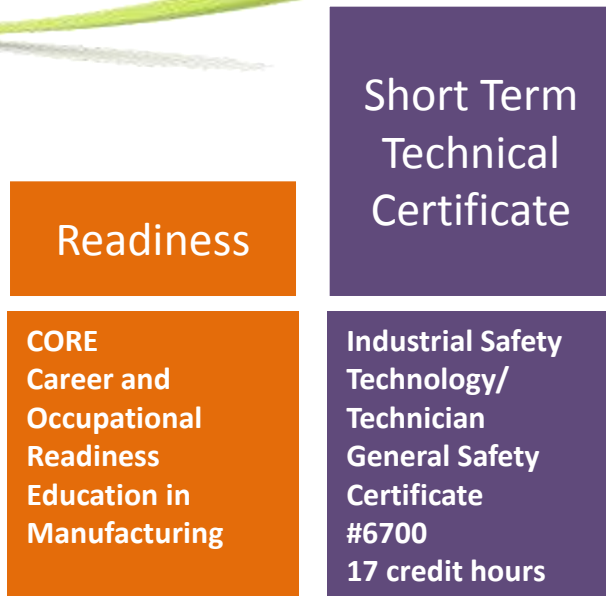 Readiness
CORE
Career and
Occupational
Readiness
Education in
Manufacturing
Short Term
Technical
Certificate
Industrial Safety
Technology/
Technician
General Safety
Certificate
#6700
17 credit hours